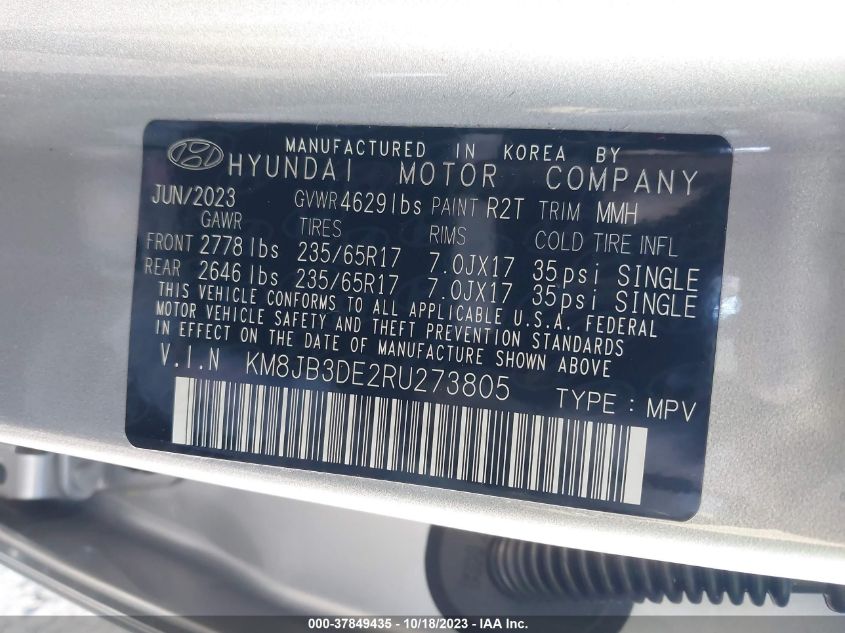 MANUFACTURED IN KOREA BY
HYUNDAI MOTOR COMPANY
JUN/2023 GVWR 4629lbs PAINT R2T TRIM MMH
GAWR TIRES RIMS COLD TIRE INFL
FRONT 2778 lbs 235/65R17 7.0JX17 35psi SINGLE
REAR 2646 lbs 235/65R17 7.0JX17 35psi SINGLE
THIS VEHICLE CONFORMS TO ALL APPLICABLE U.S.A. FEDERAL
MOTOR VEHICLE SAFETY AND THEFT PREVENTION STANDARDS
IN EFFECT ON THE DATE OF MANUFACTURE SHOWN ABOVE
V.I.N KM8JB3DE2RU273805 TYPE : MPV
000-37849435 - 10/18/2023 - IAA Inc.